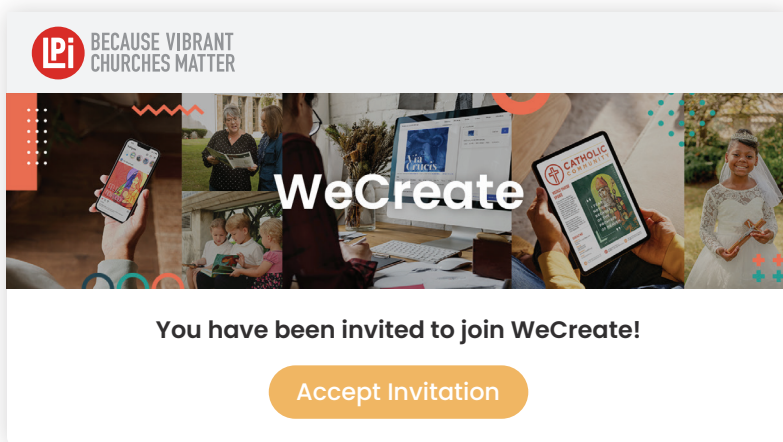 LPi BECAUSE VIBRANT
CHURCHES MATTER
Via
Crucis
CATHOLIC
COMMUNITY
WeCreate
You have been invited to join WeCreate!
Accept Invitation